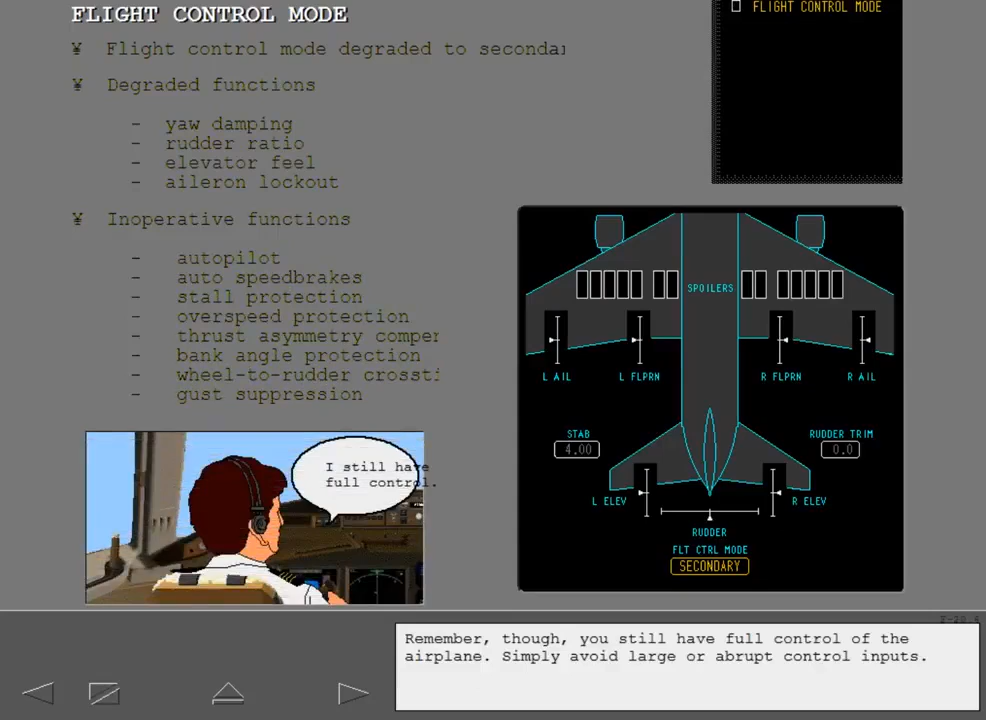 FLIGHT CONTROL MODE
FLIGHT CONTROL MODE
¥ Flight control mode degraded to secondar
¥ Degraded functions
- yaw damping
- rudder ratio
- elevator feel
- aileron lockout
¥ Inoperative functions
- autopilot
- auto speedbrakes
- stall protection
- overspeed protection
- thrust asymmetry comper
- bank angle protection
- wheel-to-rudder crossti
- gust suppression
SPOILERS
L AIL L FLPRN R FLPRN R AIL
STAB RUDDER TRIM
4.00 0.0
L ELEV R ELEV
RUDDER
FLT CTRL MODE
SECONDARY
I still have
full control.
Remember, though, you still have full control of the
airplane. Simply avoid large or abrupt control inputs.